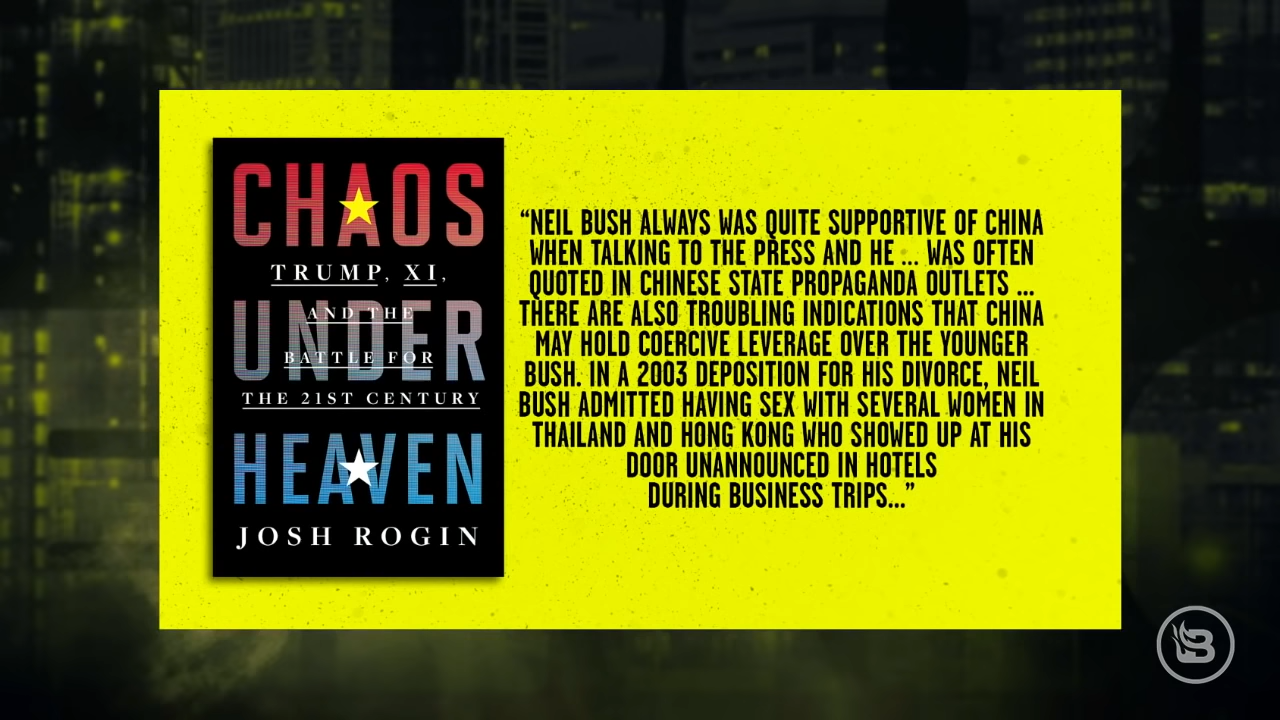 CHAOS
TRUMP, XI,
UNDER
AND THE
BATTLE FOR
THE 21ST CENTURY
HEAVEN
JOSH ROGIN
“NEIL BUSH ALWAYS WAS QUITE SUPPORTIVE OF CHINA
WHEN TALKING TO THE PRESS AND HE ... WAS OFTEN
QUOTED IN CHINESE STATE PROPAGANDA OUTLETS ...
THERE ARE ALSO TROUBLING INDICATIONS THAT CHINA
MAY HOLD COERCIVE LEVERAGE OVER THE YOUNGER
BUSH. IN A 2003 DEPOSITION FOR HIS DIVORCE, NEIL
BUSH ADMITTED HAVING SEX WITH SEVERAL WOMEN IN
THAILAND AND HONG KONG WHO SHOWED UP AT HIS
DOOR UNANNOUNCED IN HOTELS
DURING BUSINESS TRIPS...”
B